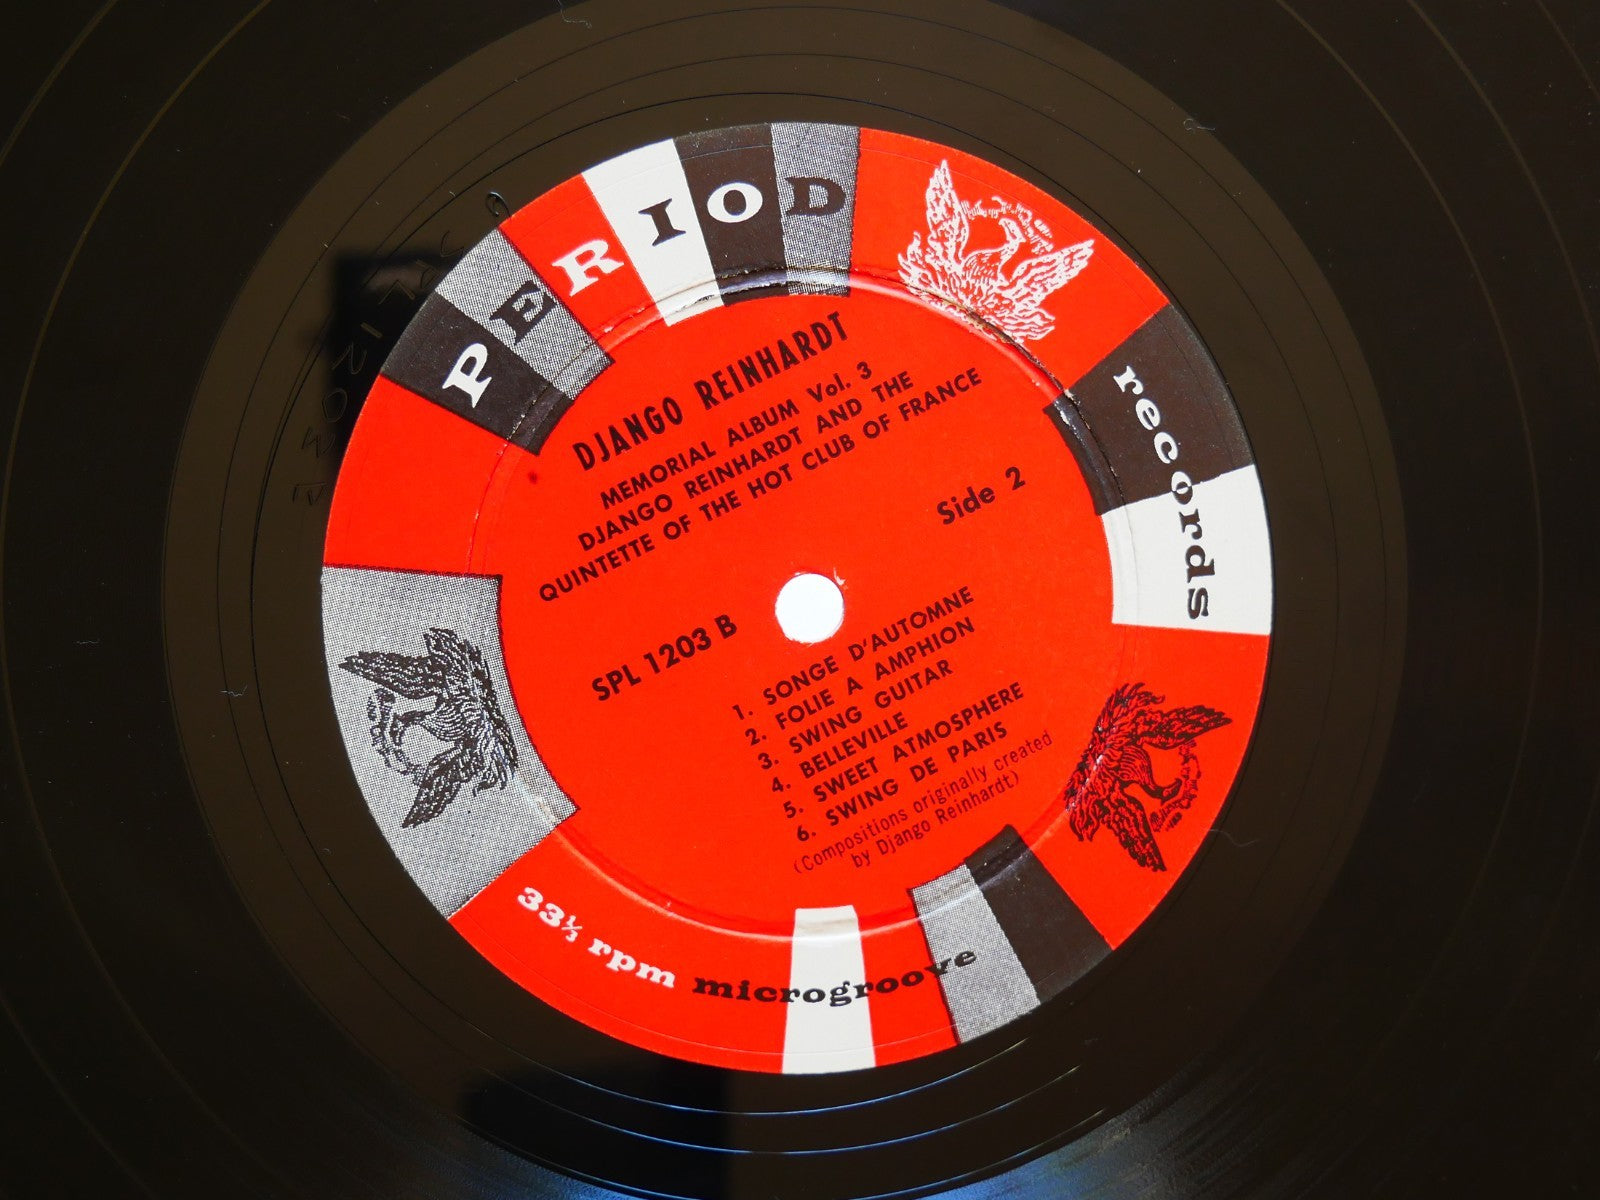 PERIOD
records
DJANGO REINHARDT
MEMORIAL ALBUM Vol. 3
DJANGO REINHARDT AND THE
QUINTETTE OF THE HOT CLUB OF FRANCE
Side 2
SPL 1203 B
1. SONGE D'AUTOMNE
2. FOLIE A AMPHION
3. SWING GUITAR
4. BELLEVILLE
5. SWEET ATMOSPHERE
6. SWING DE PARIS
(Compositions originally created
by Django Reinhardt)
33⅓ rpm microgroove